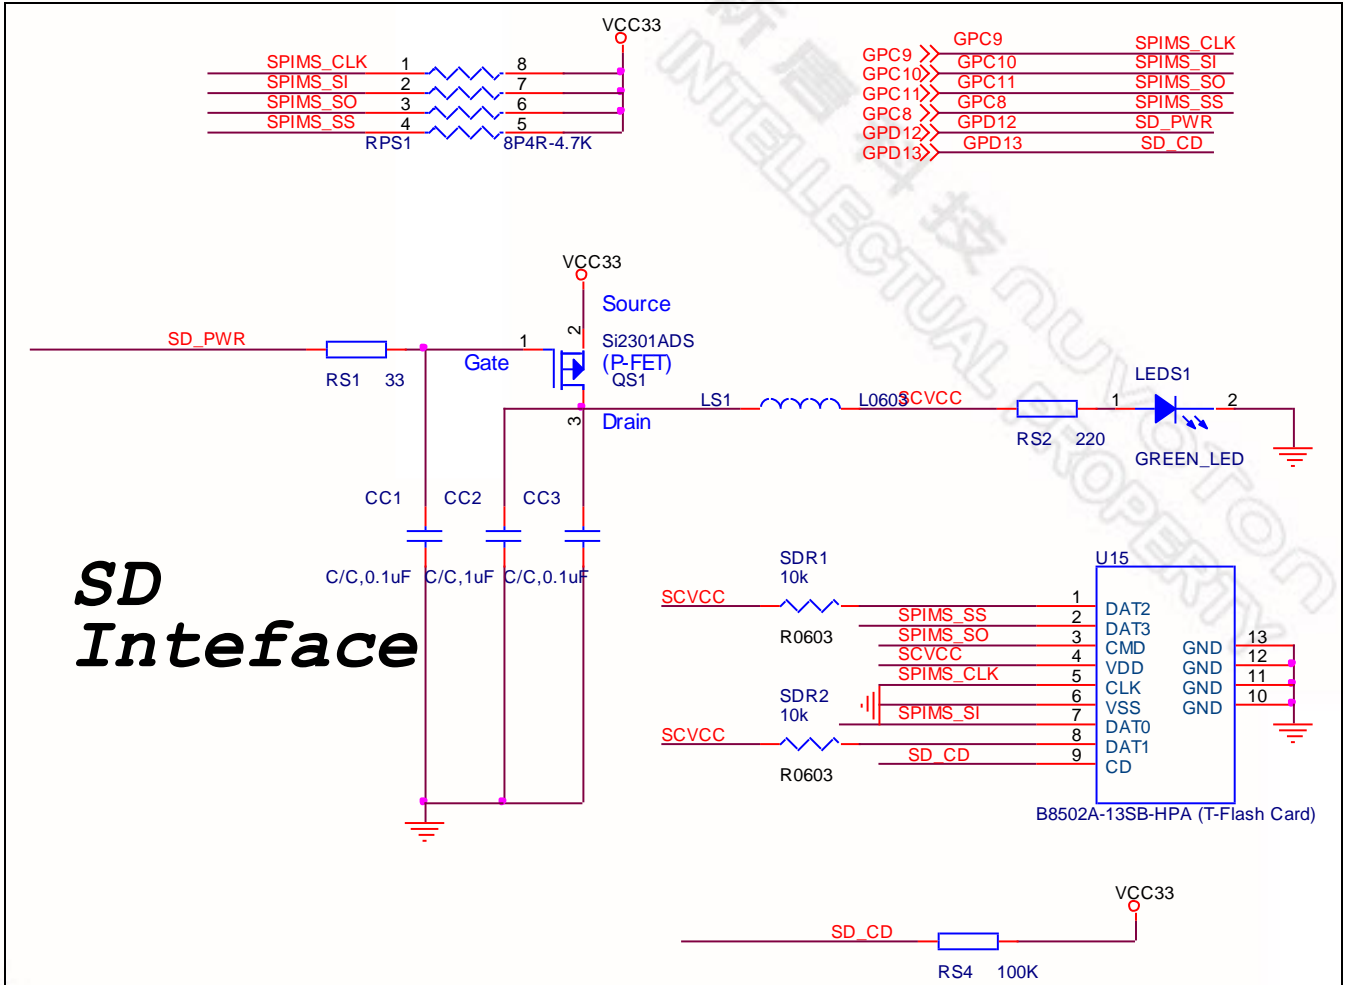 VCC33
SPIMS_CLK 1 8
SPIMS_SI 2 7
SPIMS_SO 3 6
SPIMS_SS 4 5
RPS1 8P4R-4.7K
GPC9 GPC9 SPIMS_CLK
GPC10 GPC10 SPIMS_SI
GPC11 GPC11 SPIMS_SO
GPC8 GPC8 SPIMS_SS
GPD12 GPD12 SD_PWR
GPD13 GPD13 SD_CD
新唐科技 nuvoton
INTELLECTUAL PROPERTY
VCC33
Source
2
SD_PWR
RS1 33
1
Gate
Si2301ADS
(P-FET)
QS1
3
Drain
LS1 L0603
SCVCC
RS2 220
LEDS1
1 2
GREEN_LED
CC1 CC2 CC3
C/C,0.1uF C/C,1uF C/C,0.1uF
SD
Inteface
SDR1
10k
SCVCC
R0603
SPIMS_SS
SPIMS_SO
SCVCC
SPIMS_CLK
SPIMS_SI
SDR2
10k
SCVCC
R0603
SD_CD
U15
1 DAT2
2 DAT3
3 CMD GND 13
4 VDD GND 12
5 CLK GND 11
6 VSS GND 10
7 DAT0
8 DAT1
9 CD
B8502A-13SB-HPA (T-Flash Card)
VCC33
SD_CD
RS4 100K